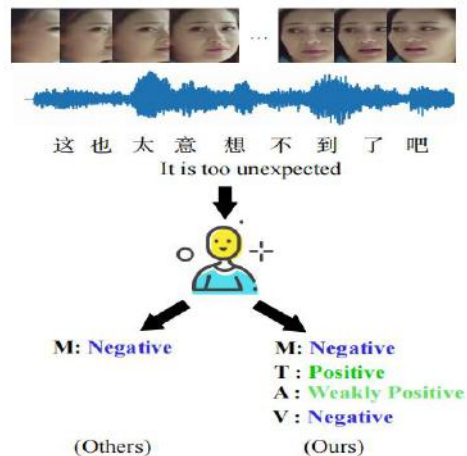 ...
这也太意想不到了吧
It is too unexpected
M: Negative
M: Negative
T : Positive
A : Weakly Positive
V : Negative
(Others)
(Ours)